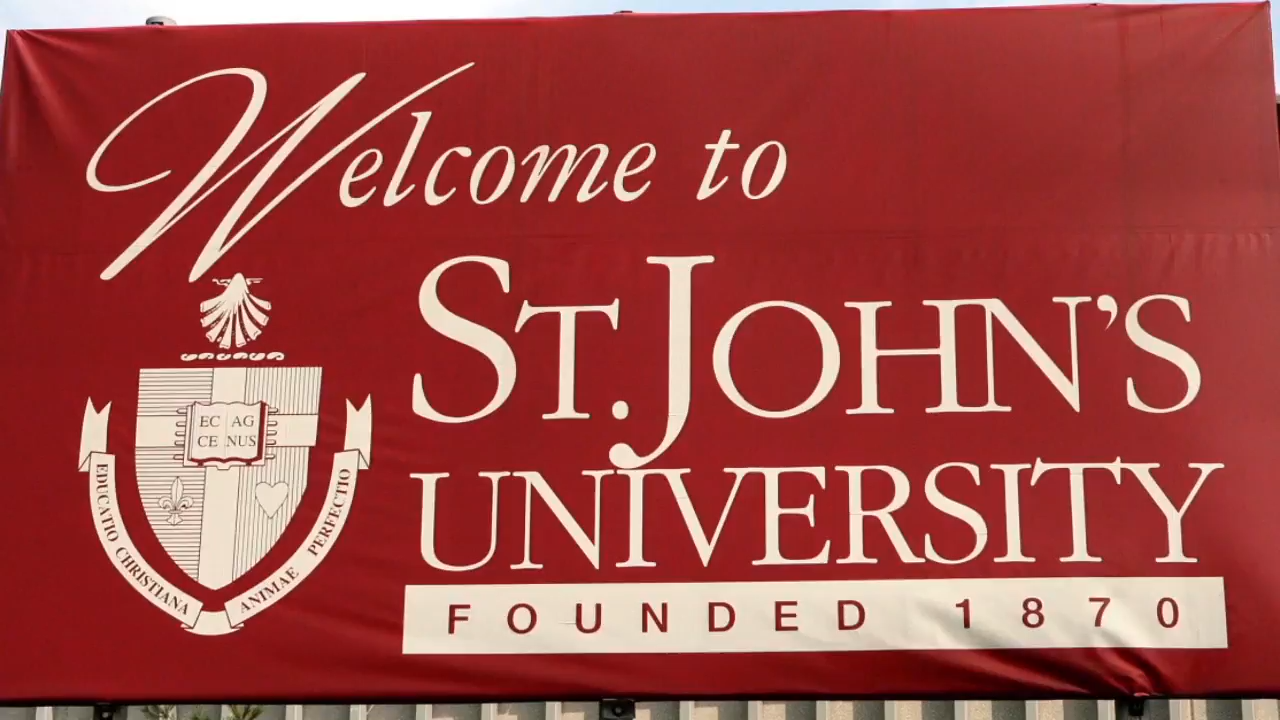 Welcome to
ST. JOHN'S
UNIVERSITY
FOUNDED 1870
EC AG
CE NUS
EDUCATIO CHRISTIANA ANIMAE PERFECTIO